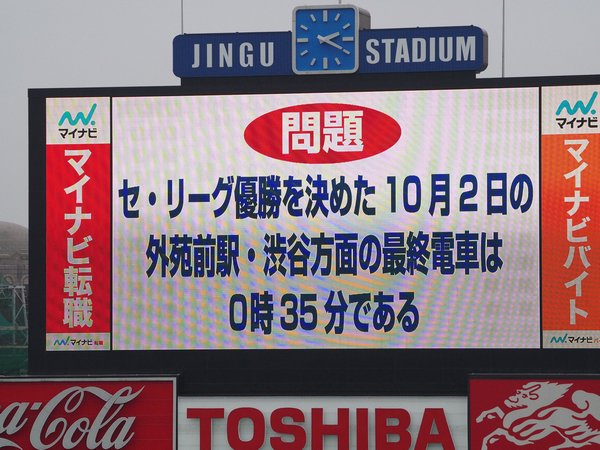 JINGU STADIUM
マイナビ
マイナビ転職
マイナビ 転職
問題
セ・リーグ優勝を決めた10月2日の
外苑前駅・渋谷方面の最終電車は
0時35分である
マイナビ
マイナビバイト
マイナビ
Coca-Cola
TOSHIBA